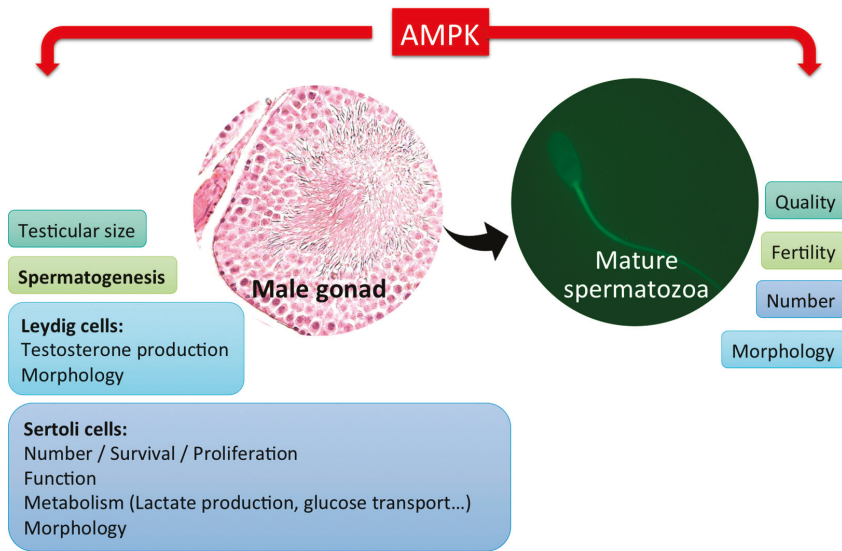 AMPK
Male gonad
Mature
spermatozoa
Testicular size
Spermatogenesis
Leydig cells:
Testosterone production
Morphology
Sertoli cells:
Number / Survival / Proliferation
Function
Metabolism (Lactate production, glucose transport…)
Morphology
Quality
Fertility
Number
Morphology